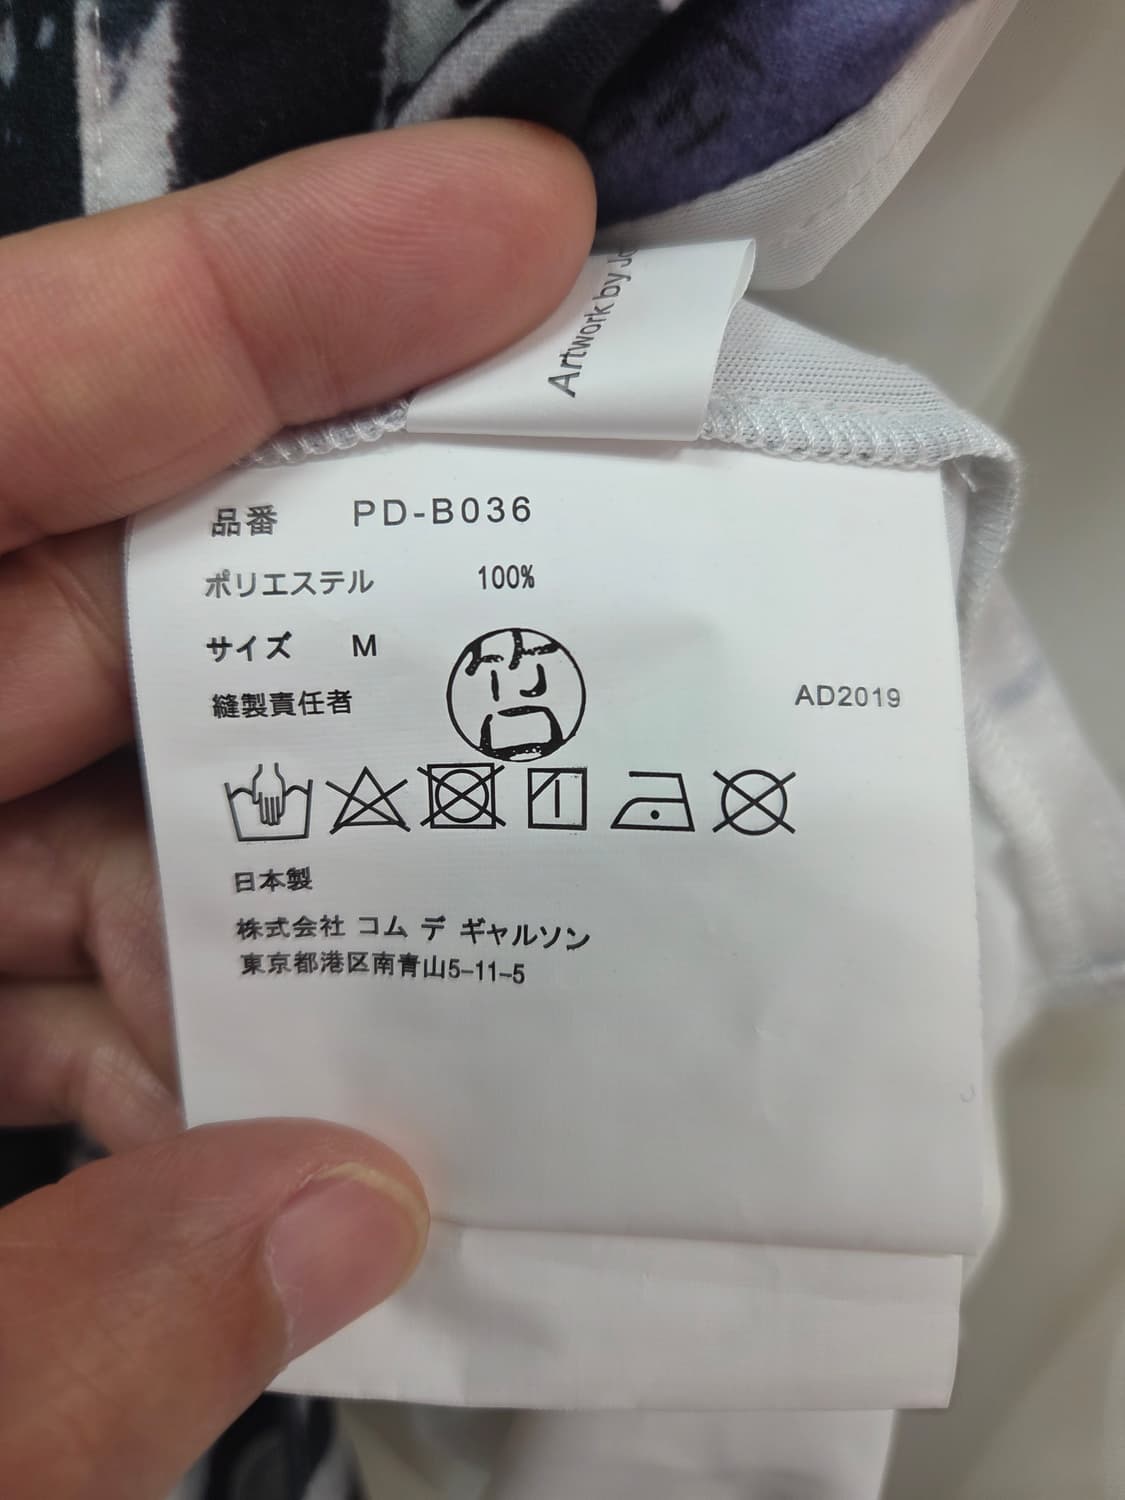 Artwork by
品番 PD-B036
ポリエステル 100%
サイズ M
縫製責任者
AD2019
日本製
株式会社 コム デ ギャルソン
東京都港区南青山5-11-5